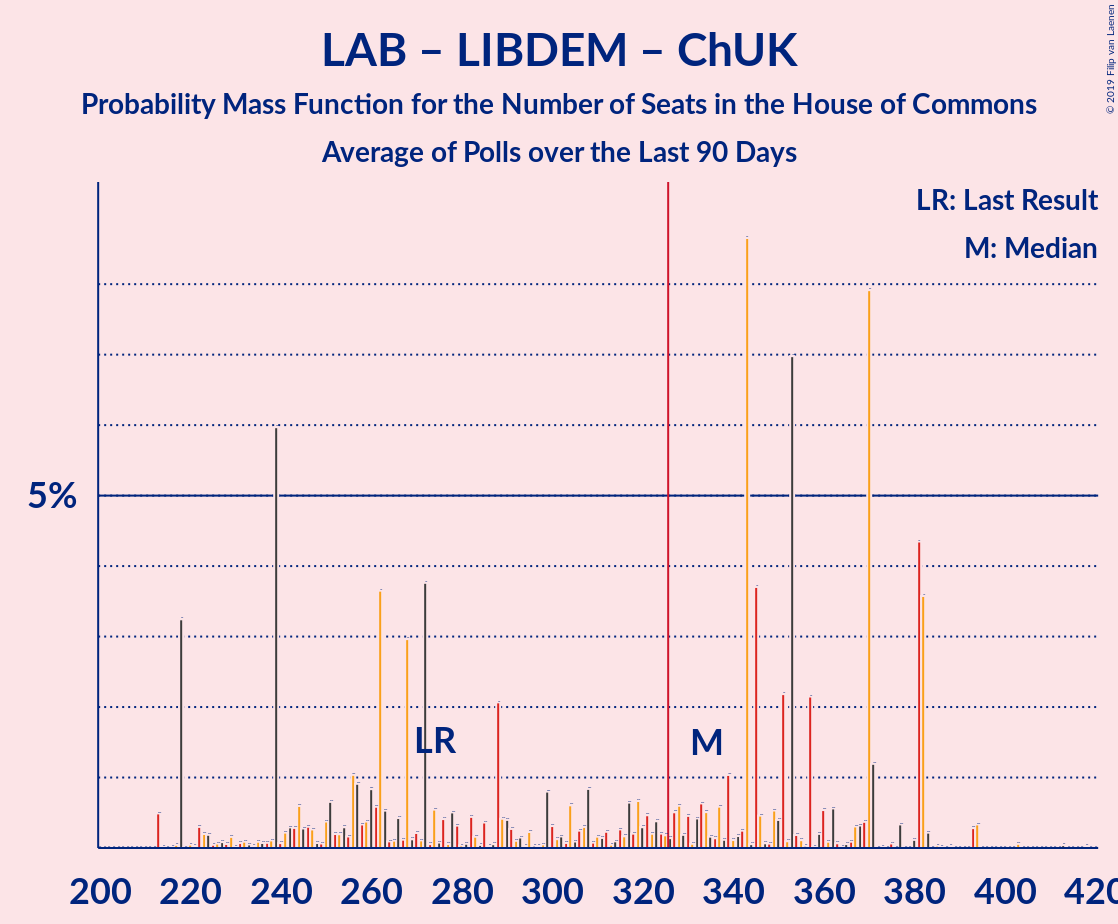 LAB – LIBDEM – ChUK
Probability Mass Function for the Number of Seats in the House of Commons
Average of Polls over the Last 90 Days
© 2019 Filip van Laenen
LR: Last Result
M: Median
5%
LR
M
200 220 240 260 280 300 320 340 360 380 400 420